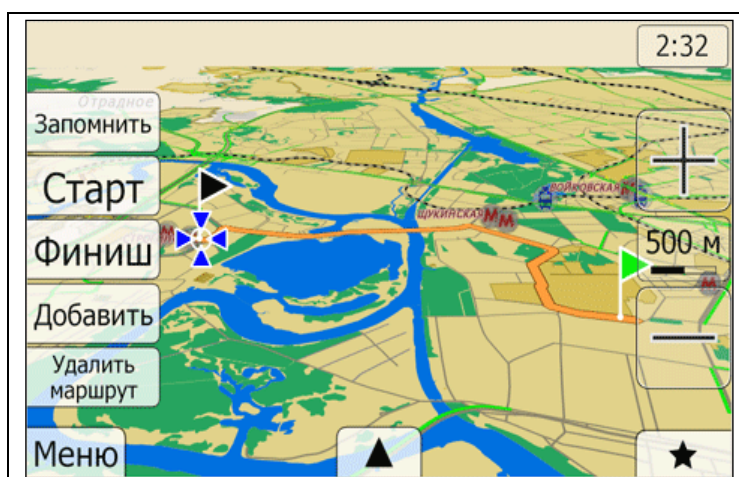 2:32
Отрадное
Запомнить
Старт
ВОЙКОВСКАЯ
ЩУКИНСКАЯ
Финиш
500 м
Добавить
Удалить
маршрут
Меню